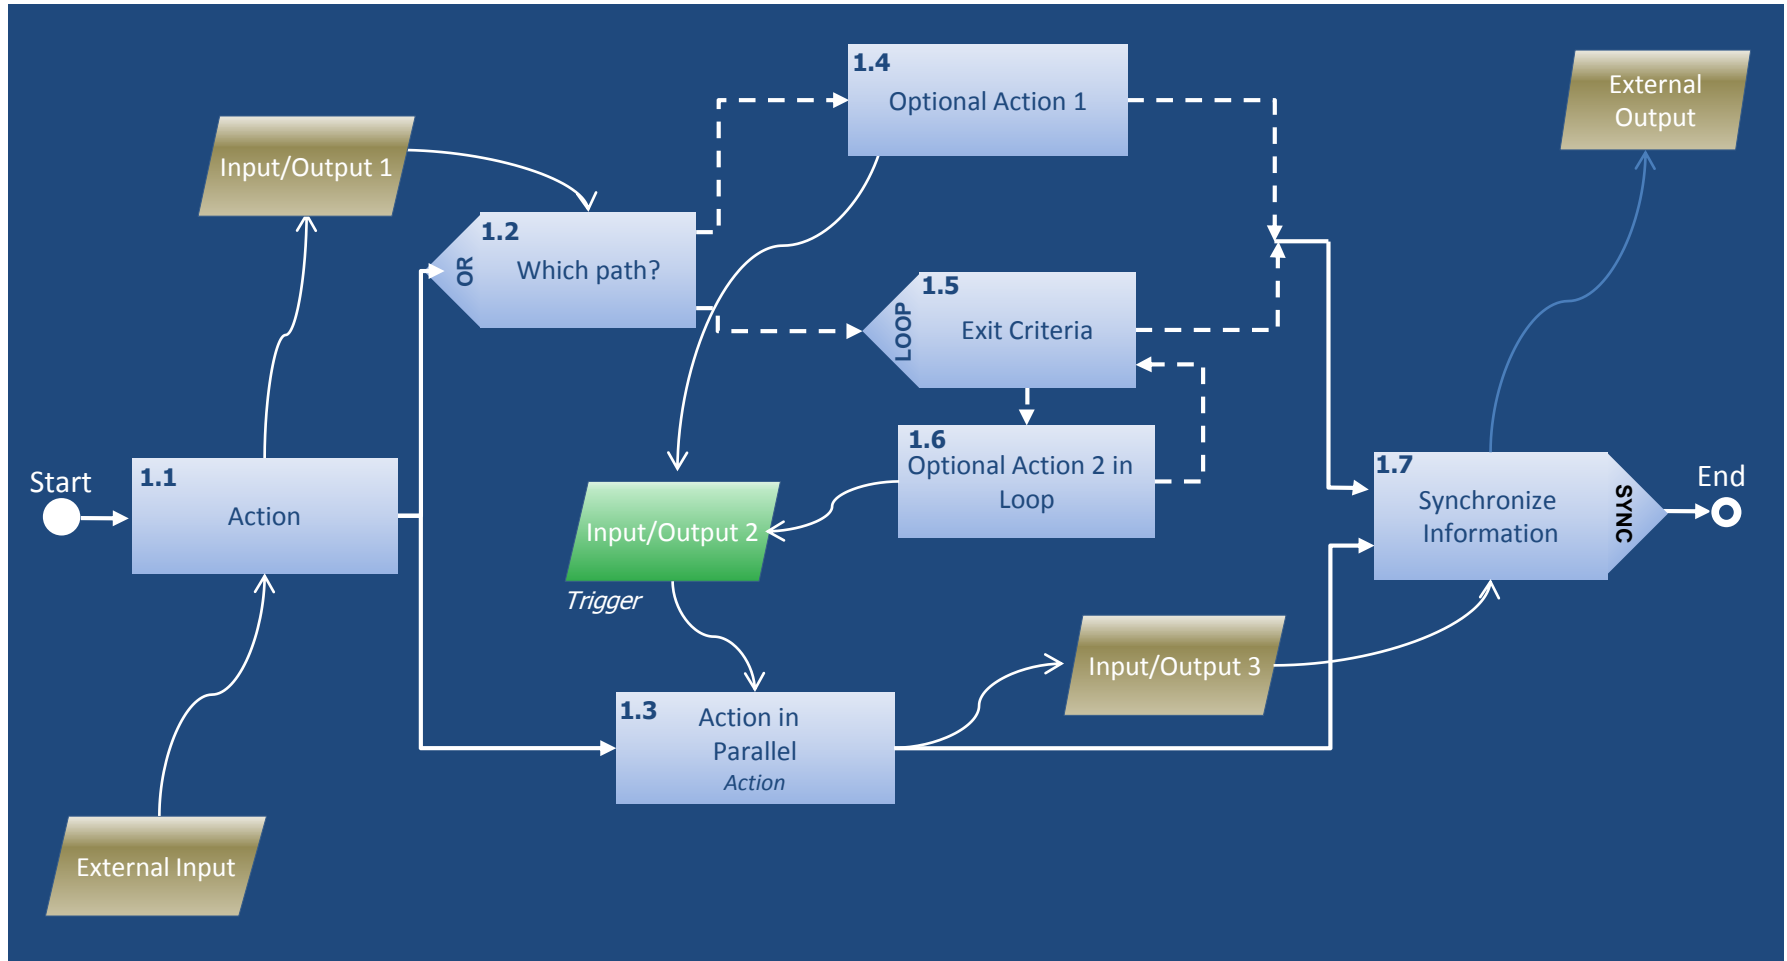 1.4
Optional Action 1
External
Output
Input/Output 1
1.2
OR
Which path?
1.5
LOOP
Exit Criteria
1.6
Optional Action 2 in
Loop
Start
1.1
Action
Input/Output 2
Trigger
1.7
Synchronize
Information
SYNC
End
Input/Output 3
1.3
Action in
Parallel
Action
External Input